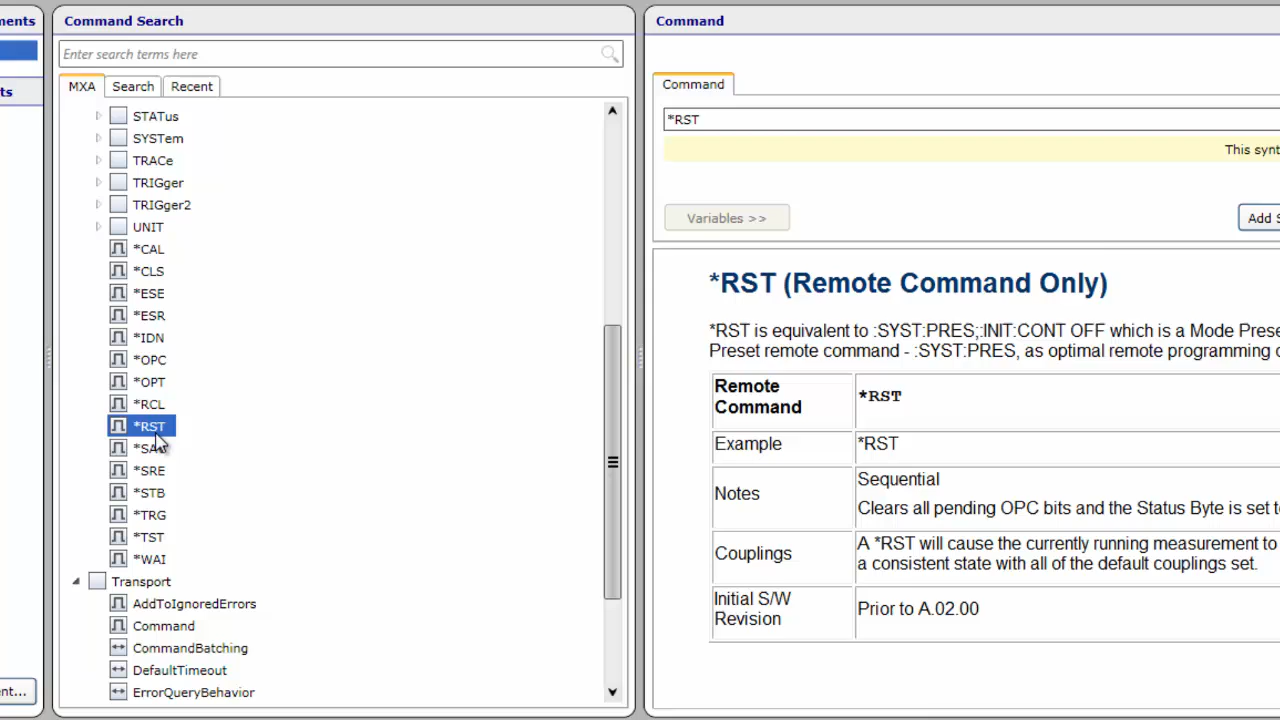 ments
ts
nt...
Command Search
Enter search terms here
MXA
Search
Recent
STATus
SYSTem
TRACe
TRIGger
TRIGger2
UNIT
*CAL
*CLS
*ESE
*ESR
*IDN
*OPC
*OPT
*RCL
*RST
*SAV
*SRE
*STB
*TRG
*TST
*WAI
Transport
AddToIgnoredErrors
Command
CommandBatching
DefaultTimeout
ErrorQueryBehavior
Command
Command
*RST
This synt
Variables >>
Add S
*RST (Remote Command Only)
*RST is equivalent to :SYST:PRES;:INIT:CONT OFF which is a Mode Prese
Preset remote command - :SYST:PRES, as optimal remote programming
Remote
Command
*RST
Example
*RST
Notes
Sequential
Clears all pending OPC bits and the Status Byte is set to
Couplings
A *RST will cause the currently running measurement to
a consistent state with all of the default couplings set.
Initial S/W
Revision
Prior to A.02.00